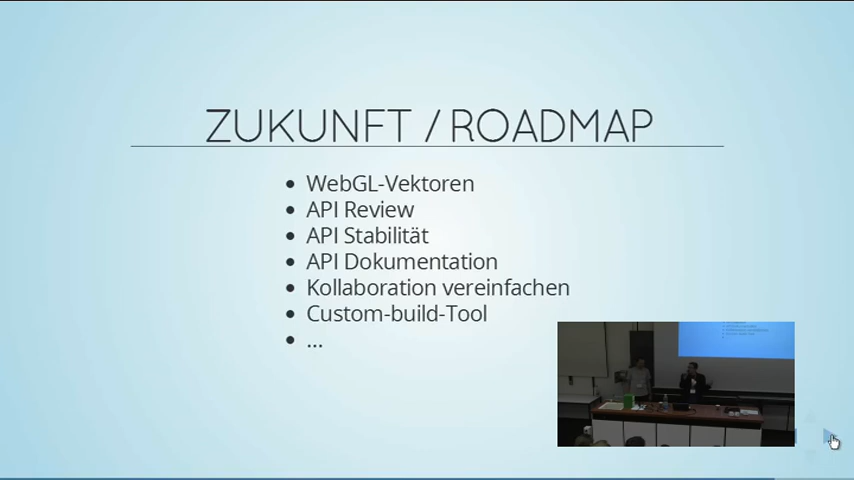 ZUKUNFT / ROADMAP
WebGL-Vektoren
API Review
API Stabilität
API Dokumentation
Kollaboration vereinfachen
Custom-build-Tool
...